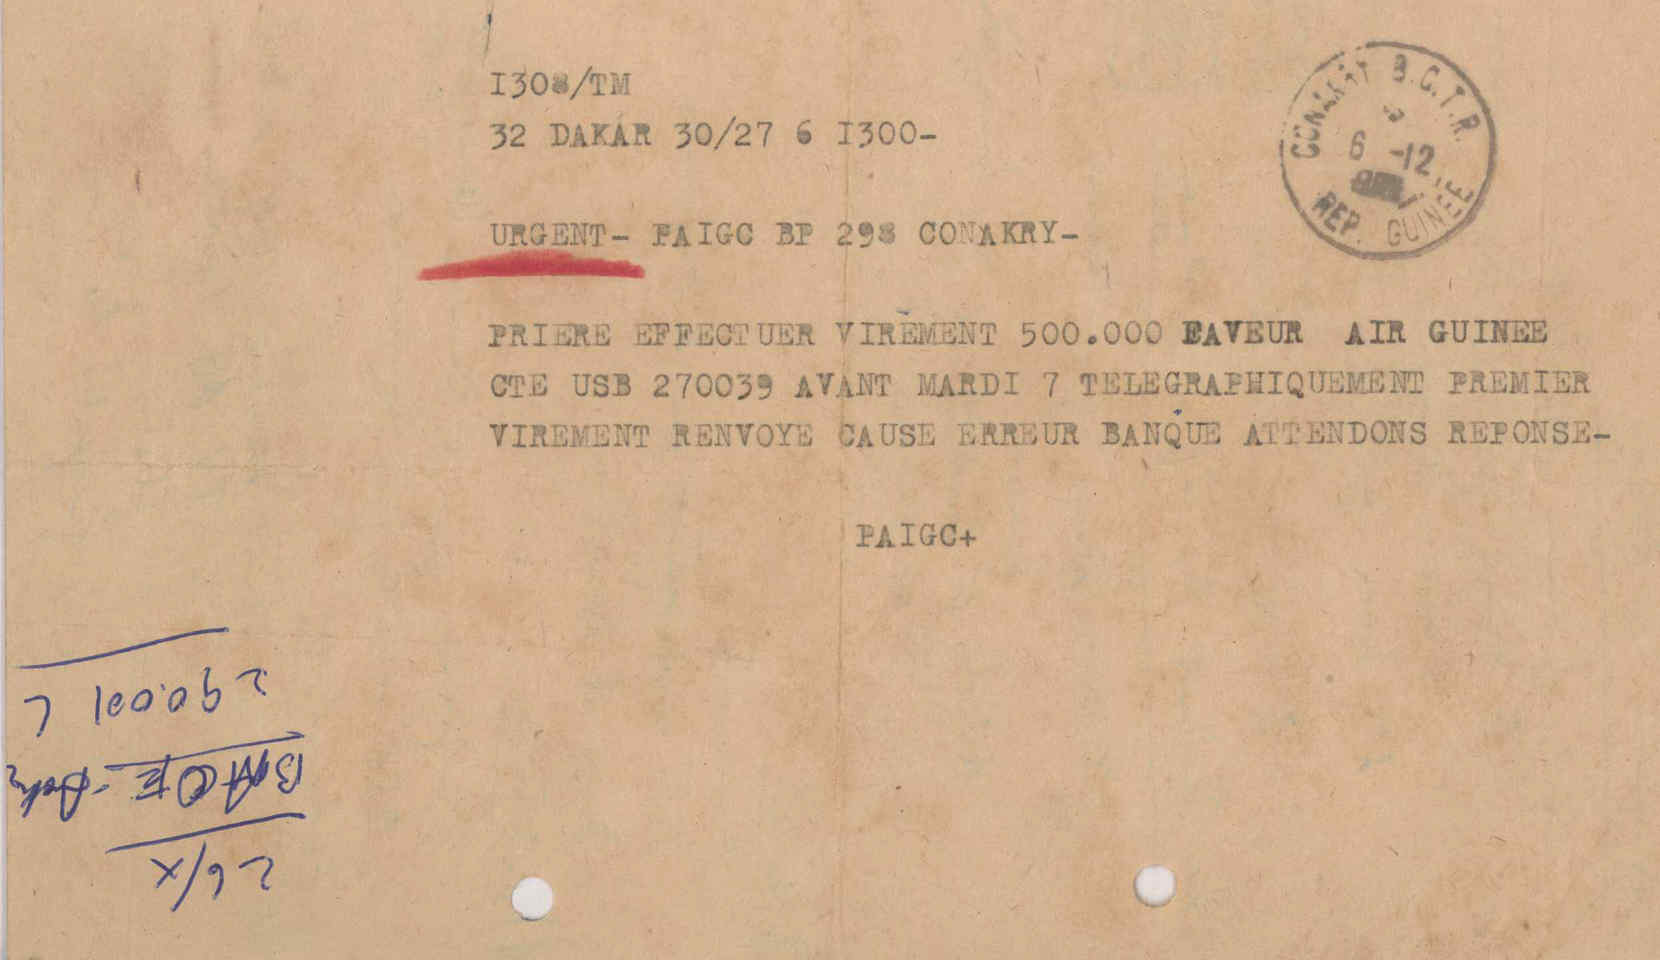 I308/TM
32 DAKAR 30/27 6 I300-
CONAKRY B.C.T.R.
6 -12
REP. GUINEE
URGENT- PAIGC BP 298 CONAKRY-
PRIERE EFFECTUER VIREMENT 500.000 EAVEUR AIR GUINEE
CTE USB 270039 AVANT MARDI 7 TELEGRAPHIQUEMENT PREMIER
VIREMENT RENVOYE CAUSE ERREUR BANQUE ATTENDONS REPONSE-
PAIGC+
26/X